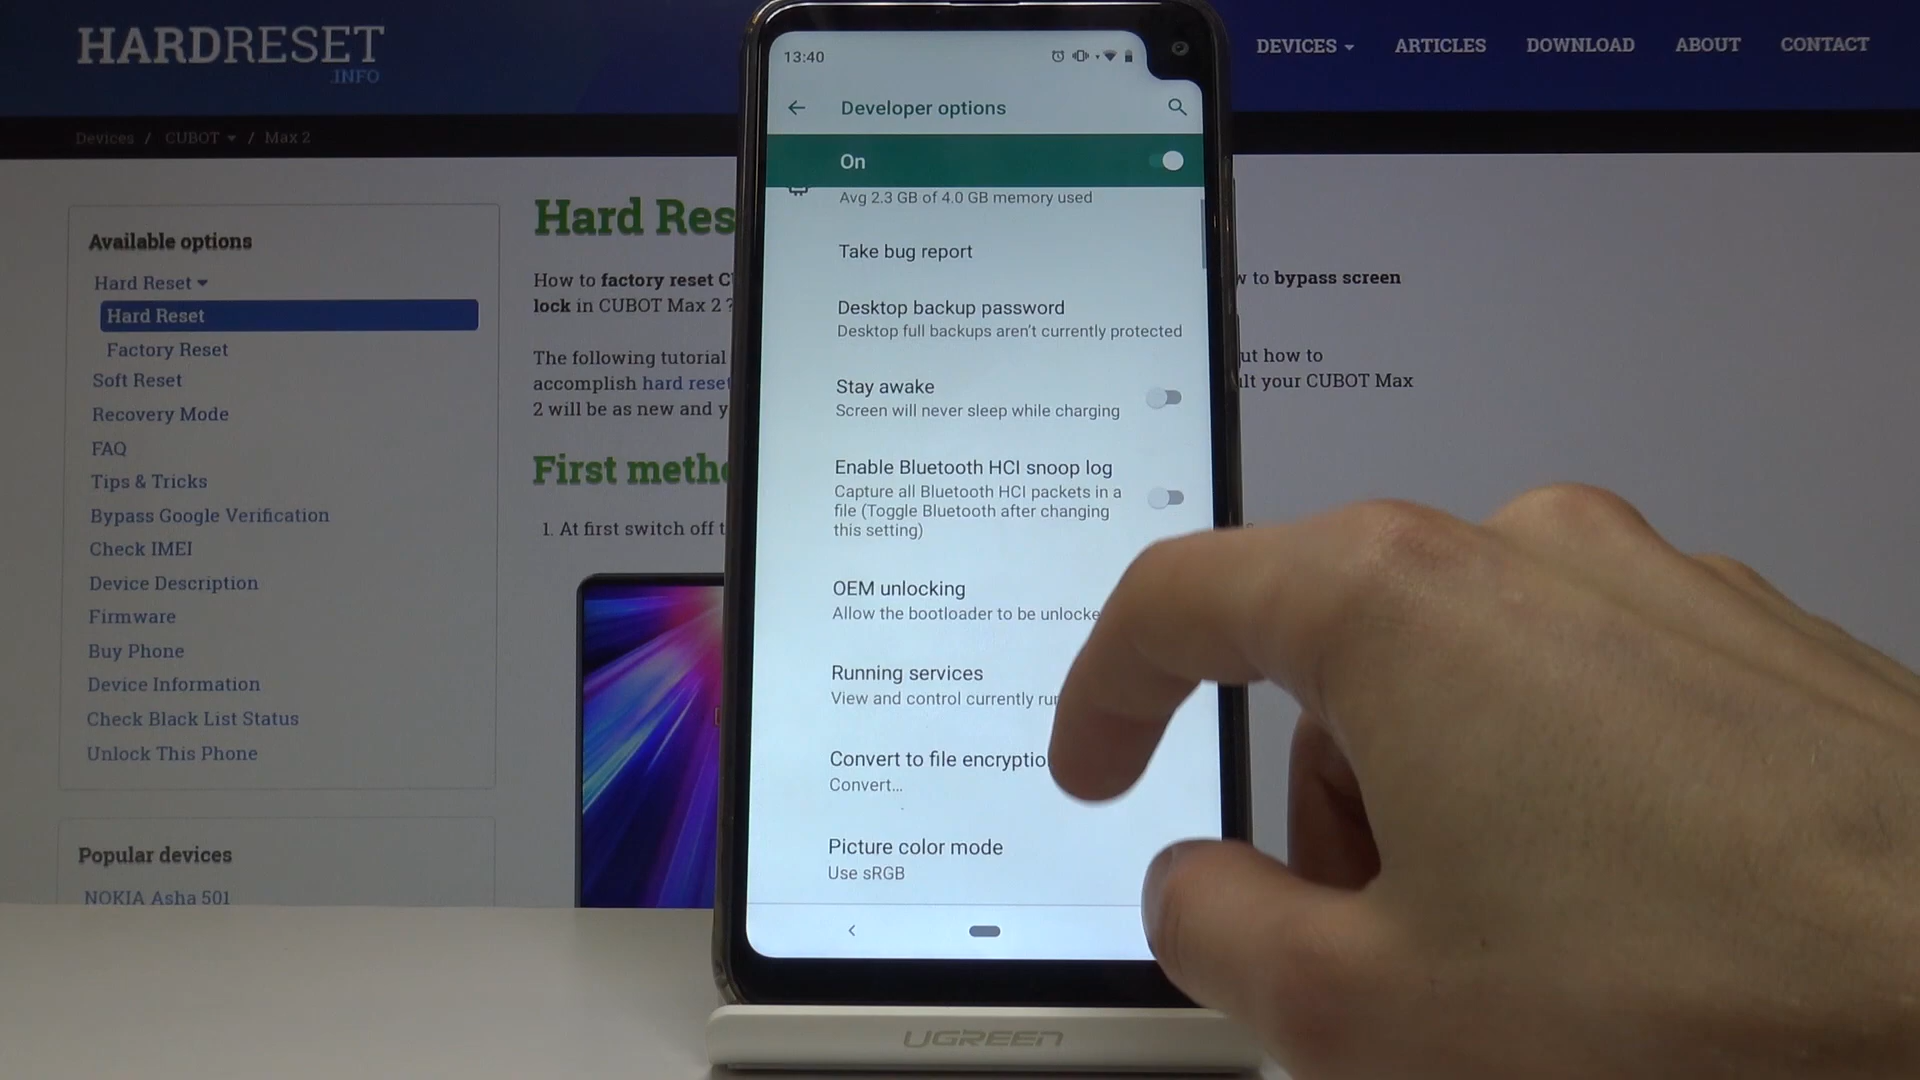 HARDRESET
.INFO
DEVICES
ARTICLES
DOWNLOAD
ABOUT
CONTACT
Devices / CUBOT / Max 2
Available options
Hard Reset
Hard Reset
Factory Reset
Soft Reset
Recovery Mode
FAQ
Tips & Tricks
Bypass Google Verification
Check IMEI
Device Description
Firmware
Buy Phone
Device Information
Check Black List Status
Unlock This Phone
Popular devices
NOKIA Asha 501
Hard Res
How to factory reset C
lock in CUBOT Max 2 ?
The following tutorial
accomplish hard reset
2 will be as new and y
First metho
1. At first switch off t
to bypass screen
ut how to
lt your CUBOT Max
13:40
Developer options
On
Avg 2.3 GB of 4.0 GB memory used
Take bug report
Desktop backup password
Desktop full backups aren't currently protected
Stay awake
Screen will never sleep while charging
Enable Bluetooth HCI snoop log
Capture all Bluetooth HCI packets in a
file (Toggle Bluetooth after changing
this setting)
OEM unlocking
Allow the bootloader to be unlocke
Running services
View and control currently ru
Convert to file encryptio
Convert...
Picture color mode
Use sRGB
UGREEN